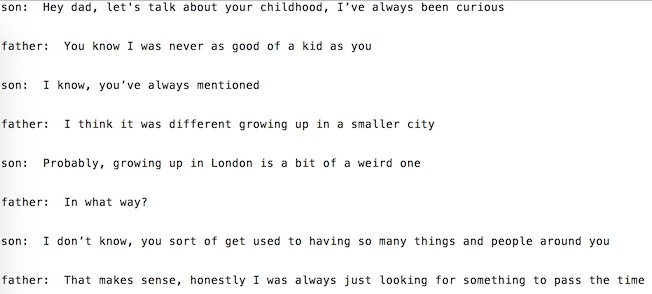 son:  Hey dad, let's talk about your childhood, I’ve always been curious
father:  You know I was never as good of a kid as you
son:  I know, you’ve always mentioned
father:  I think it was different growing up in a smaller city
son:  Probably, growing up in London is a bit of a weird one
father:  In what way?
son:  I don’t know, you sort of get used to having so many things and people around you
father:  That makes sense, honestly I was always just looking for something to pass the time